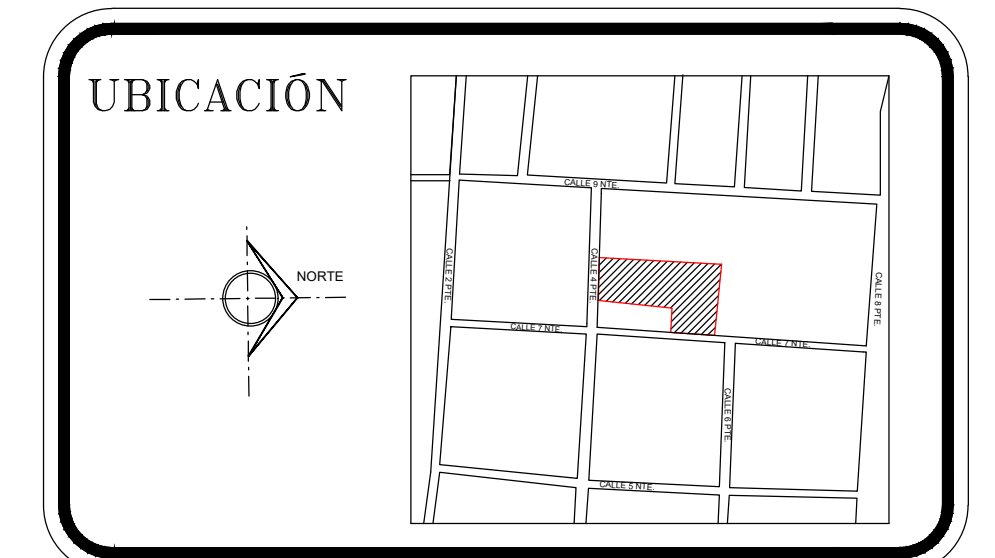 UBICACIÓN
NORTE
CALLE 9 NTE.
CALLE 2 PTE.
CALLE 4 PTE.
CALLE 8 PTE.
CALLE 7 NTE.
CALLE 7 NTE.
CALLE 6 PTE.
CALLE 5 NTE.